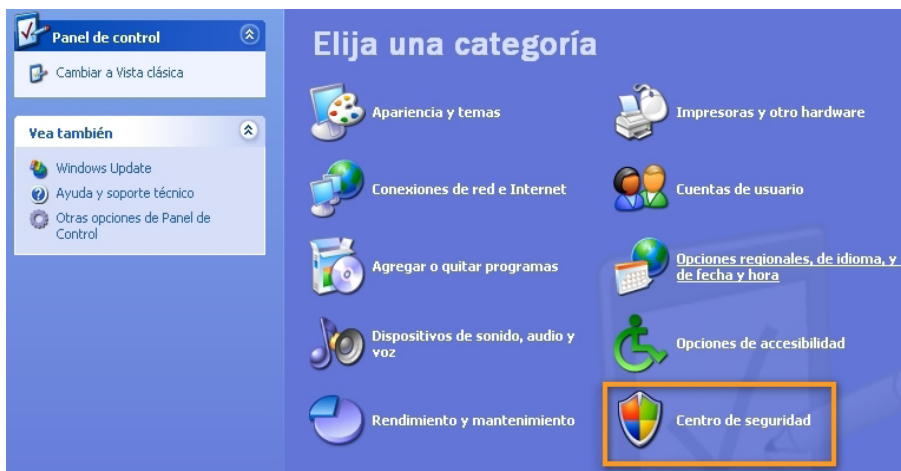 Panel de control
Cambiar a Vista clásica
Vea también
Windows Update
Ayuda y soporte técnico
Otras opciones de Panel de
Control
Elija una categoría
Apariencia y temas
Impresoras y otro hardware
Conexiones de red e Internet
Cuentas de usuario
Agregar o quitar programas
Opciones regionales, de idioma, y
de fecha y hora
Dispositivos de sonido, audio y
voz
Opciones de accesibilidad
Rendimiento y mantenimiento
Centro de seguridad